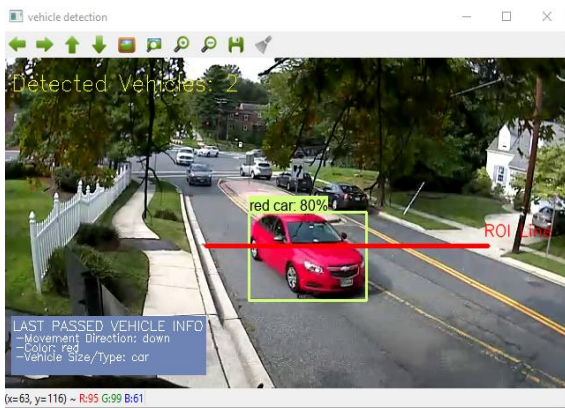 vehicle detection
Detected Vehicles: 2
red car: 80%
ROI Line
LAST PASSED VEHICLE INFO
-Movement Direction: down
-Color: red
-Vehicle Size/Type: car
(x=63, y=116) ~ R:95 G:99 B:61